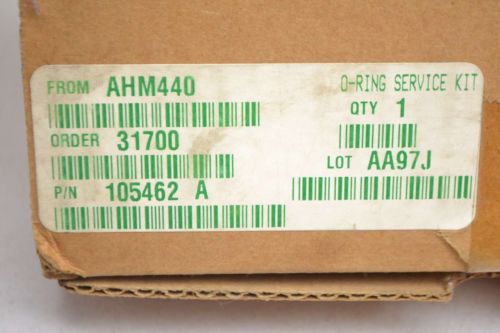 FROM AHM440
O-RING SERVICE KIT
QTY 1
ORDER 31700
LOT AA97J
P/N 105462 A